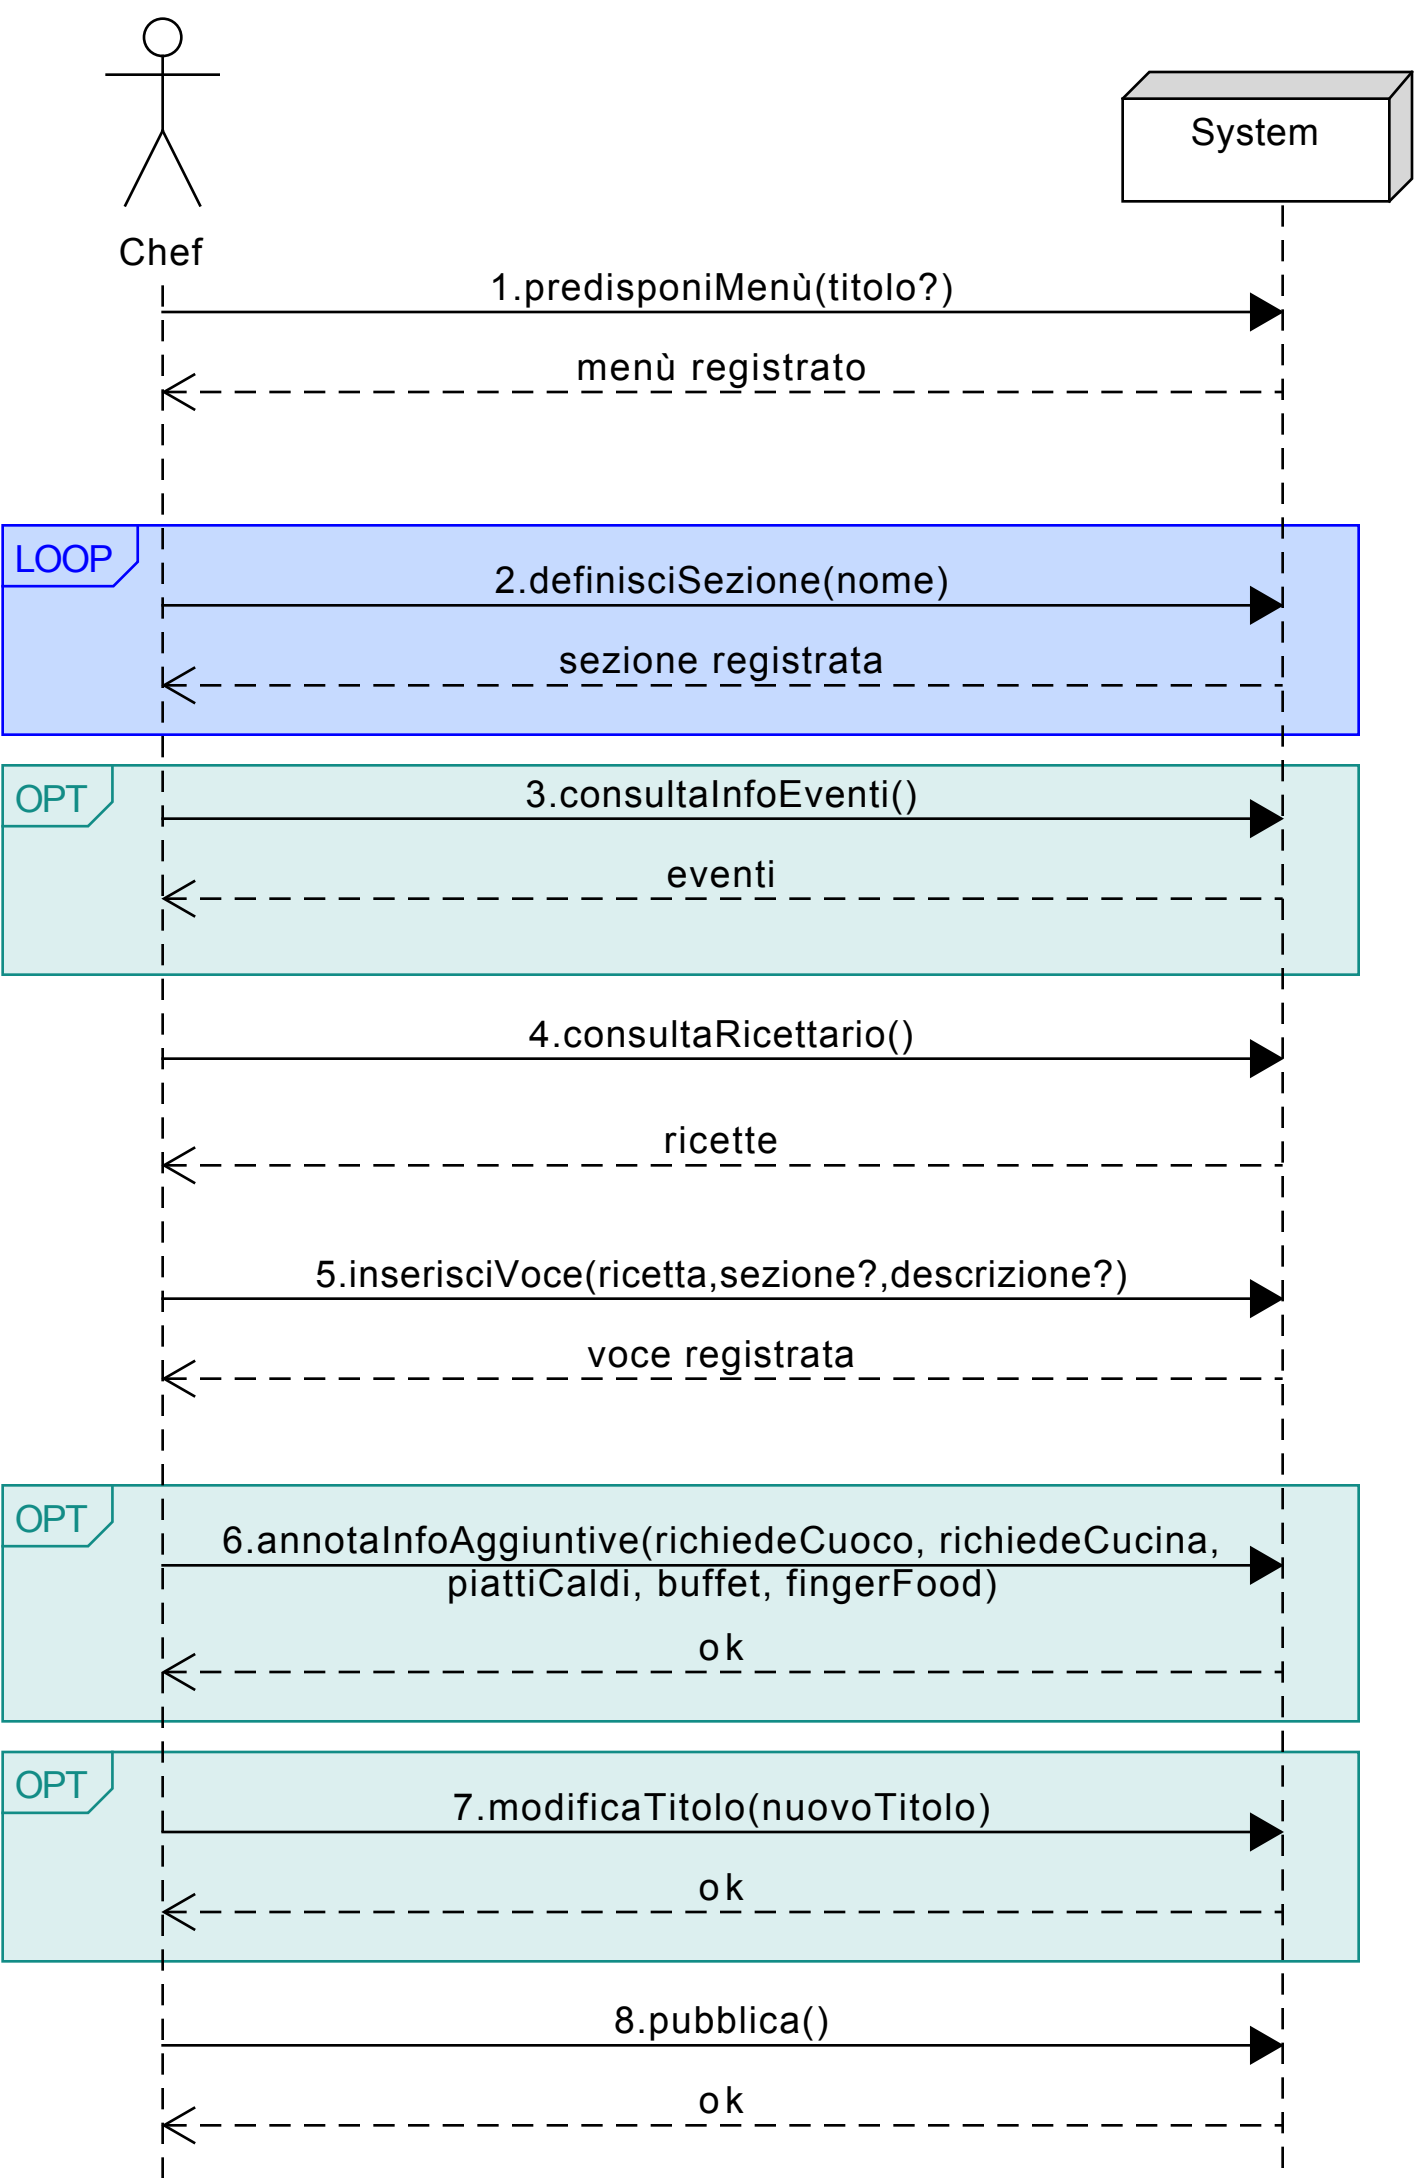 System
Chef
1.predisponiMenù(titolo?)
menù registrato
LOOP
2.definisciSezione(nome)
sezione registrata
OPT
3.consultaInfoEventi()
eventi
4.consultaRicettario()
ricette
5.inserisciVoce(ricetta,sezione?,descrizione?)
voce registrata
OPT
6.annotaInfoAggiuntive(richiedeCuoco, richiedeCucina,
piattiCaldi, buffet, fingerFood)
ok
OPT
7.modificaTitolo(nuovoTitolo)
ok
8.pubblica()
ok